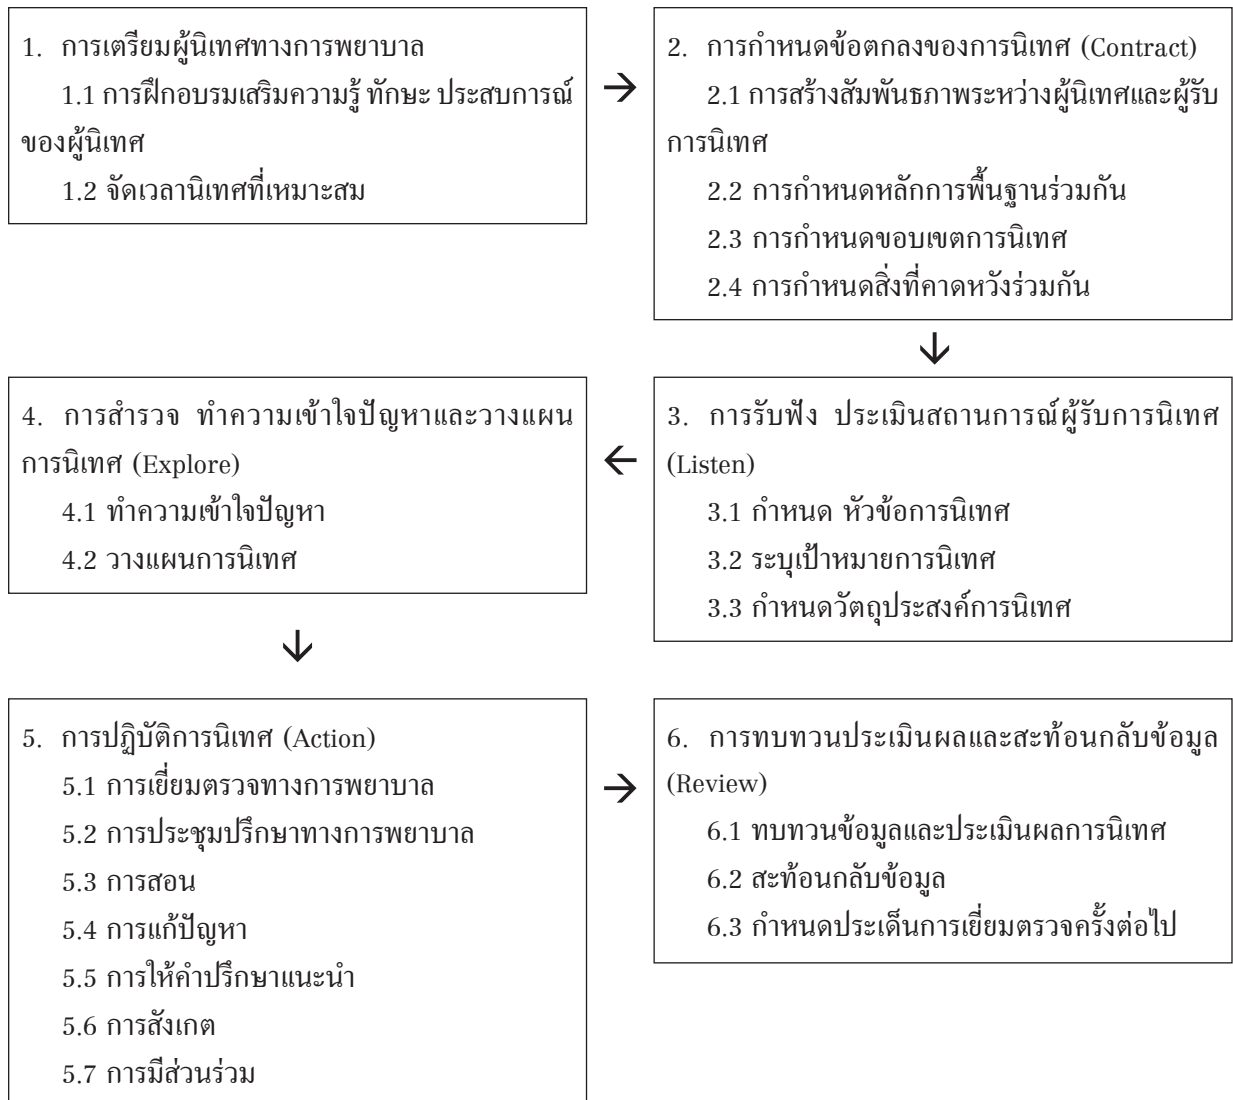 1. การเตรียมผู้นิเทศทางการพยาบาล
1.1 การฝึกอบรมเสริมความรู้ ทักษะ ประสบการณ์
ของผู้นิเทศ
1.2 จัดเวลานิเทศที่เหมาะสม
→
2. การกำหนดข้อตกลงของการนิเทศ (Contract)
2.1 การสร้างสัมพันธภาพระหว่างผู้นิเทศและผู้รับ
การนิเทศ
2.2 การกำหนดหลักการพื้นฐานร่วมกัน
2.3 การกำหนดขอบเขตการนิเทศ
2.4 การกำหนดสิ่งที่คาดหวังร่วมกัน
↓
3. การรับฟัง ประเมินสถานการณ์ผู้รับการนิเทศ
(Listen)
3.1 กำหนด หัวข้อการนิเทศ
3.2 ระบุเป้าหมายการนิเทศ
3.3 กำหนดวัตถุประสงค์การนิเทศ
←
4. การสำรวจ ทำความเข้าใจปัญหาและวางแผน
การนิเทศ (Explore)
4.1 ทำความเข้าใจปัญหา
4.2 วางแผนการนิเทศ
↓
5. การปฏิบัติการนิเทศ (Action)
5.1 การเยี่ยมตรวจทางการพยาบาล
5.2 การประชุมปรึกษาทางการพยาบาล
5.3 การสอน
5.4 การแก้ปัญหา
5.5 การให้คำปรึกษาแนะนำ
5.6 การสังเกต
5.7 การมีส่วนร่วม
→
6. การทบทวนประเมินผลและสะท้อนกลับข้อมูล
(Review)
6.1 ทบทวนข้อมูลและประเมินผลการนิเทศ
6.2 สะท้อนกลับข้อมูล
6.3 กำหนดประเด็นการเยี่ยมตรวจครั้งต่อไป